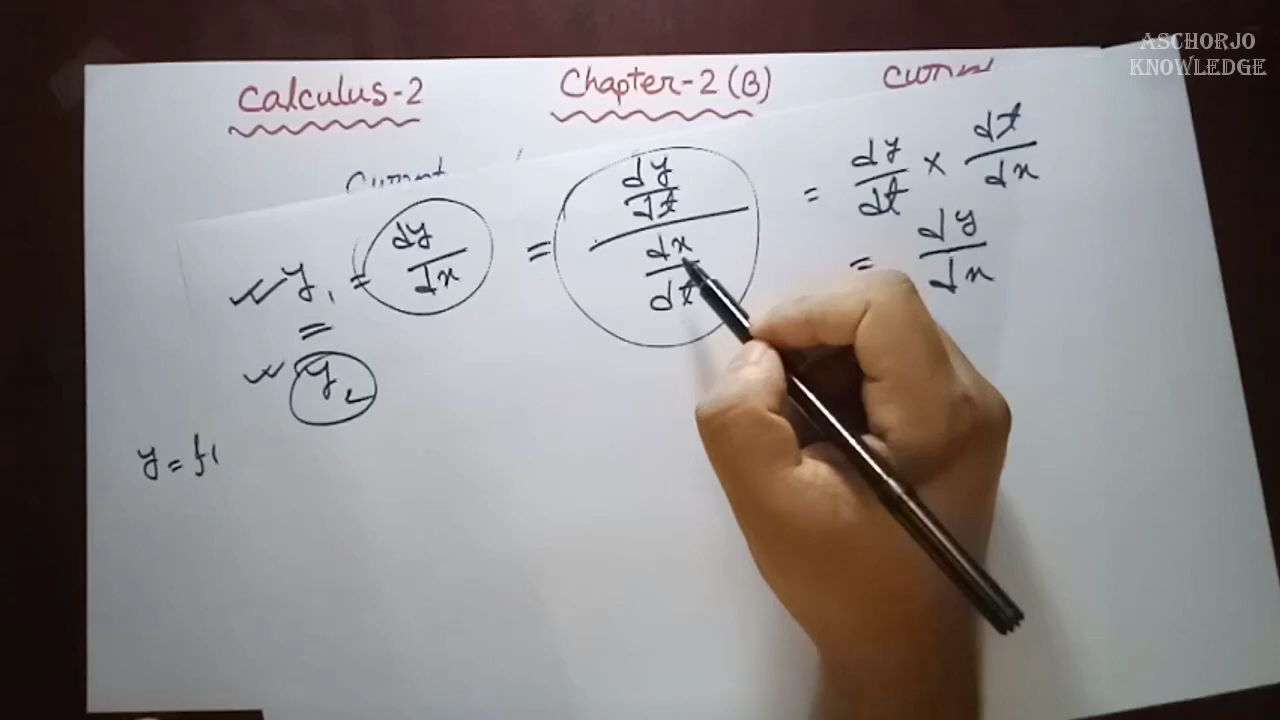 ASCHORJO
KNOWLEDGE
Calculus-2 Chapter-2 (B)
y₁ = dy/dx = (dy/dt)/(dx/dt) = dy/dt × dt/dx
= dy/dx
=
y₂
y = f(